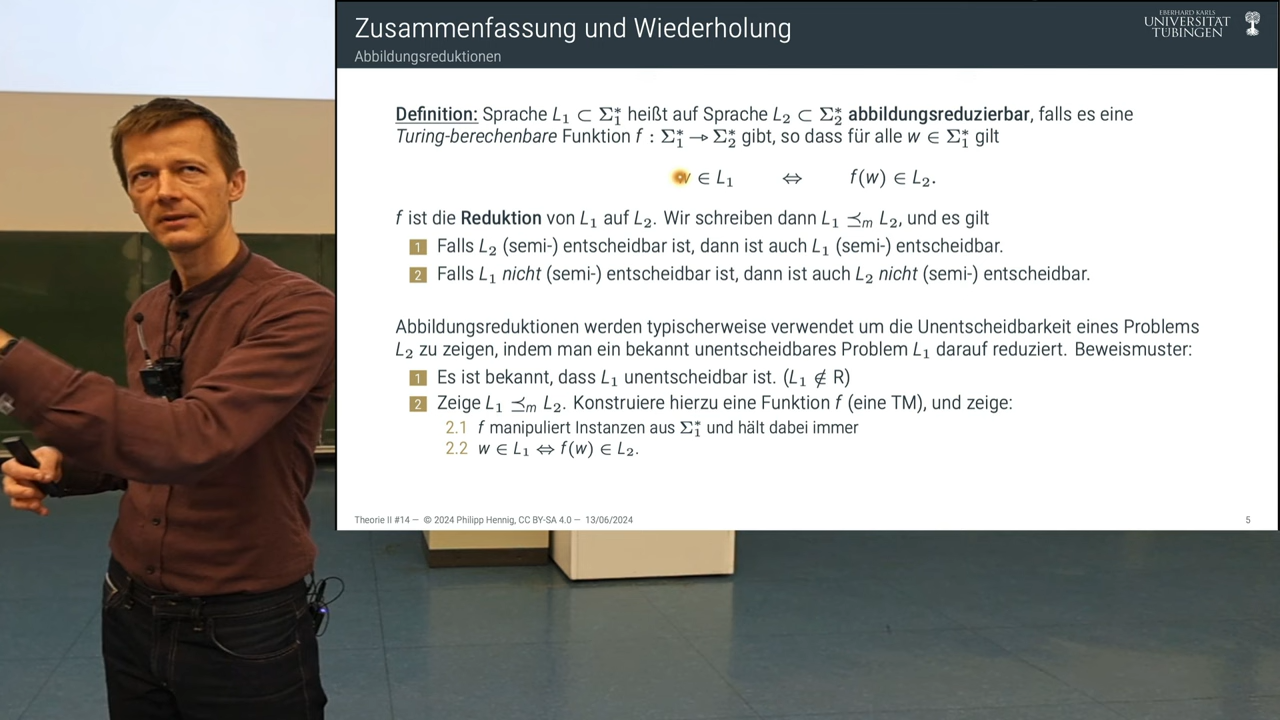 Zusammenfassung und Wiederholung
Abbildungsreduktionen
EBERHARD KARLS
UNIVERSITAT
TUBINGEN
Definition: Sprache L₁ ⊂ Σ₁* heißt auf Sprache L₂ ⊂ Σ₂* abbildungsreduzierbar, falls es eine
Turing-berechenbare Funktion f : Σ₁* → Σ₂* gibt, so dass für alle w ∈ Σ₁* gilt
w ∈ L₁ ⇔ f(w) ∈ L₂.
f ist die Reduktion von L₁ auf L₂. Wir schreiben dann L₁ ⪯ₘ L₂, und es gilt
1 Falls L₂ (semi-) entscheidbar ist, dann ist auch L₁ (semi-) entscheidbar.
2 Falls L₁ nicht (semi-) entscheidbar ist, dann ist auch L₂ nicht (semi-) entscheidbar.
Abbildungsreduktionen werden typischerweise verwendet um die Unentscheidbarkeit eines Problems
L₂ zu zeigen, indem man ein bekannt unentscheidbares Problem L₁ darauf reduziert. Beweismuster:
1 Es ist bekannt, dass L₁ unentscheidbar ist. (L₁ ∉ R)
2 Zeige L₁ ⪯ₘ L₂. Konstruiere hierzu eine Funktion f (eine TM), und zeige:
2.1 f manipuliert Instanzen aus Σ₁* und hält dabei immer
2.2 w ∈ L₁ ⇔ f(w) ∈ L₂.
Theorie II #14 — © 2024 Philipp Hennig, CC BY-SA 4.0 — 13/06/2024
5